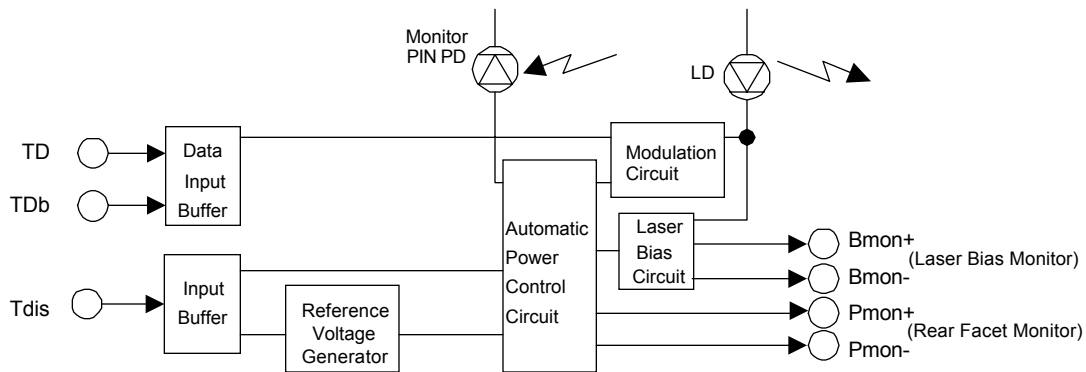 Monitor
PIN PD
LD
TD
TDb
Data
Input
Buffer
Modulation
Circuit
Automatic
Power
Control
Circuit
Laser
Bias
Circuit
Bmon+
(Laser Bias Monitor)
Bmon-
Tdis
Input
Buffer
Reference
Voltage
Generator
Pmon+
(Rear Facet Monitor)
Pmon-